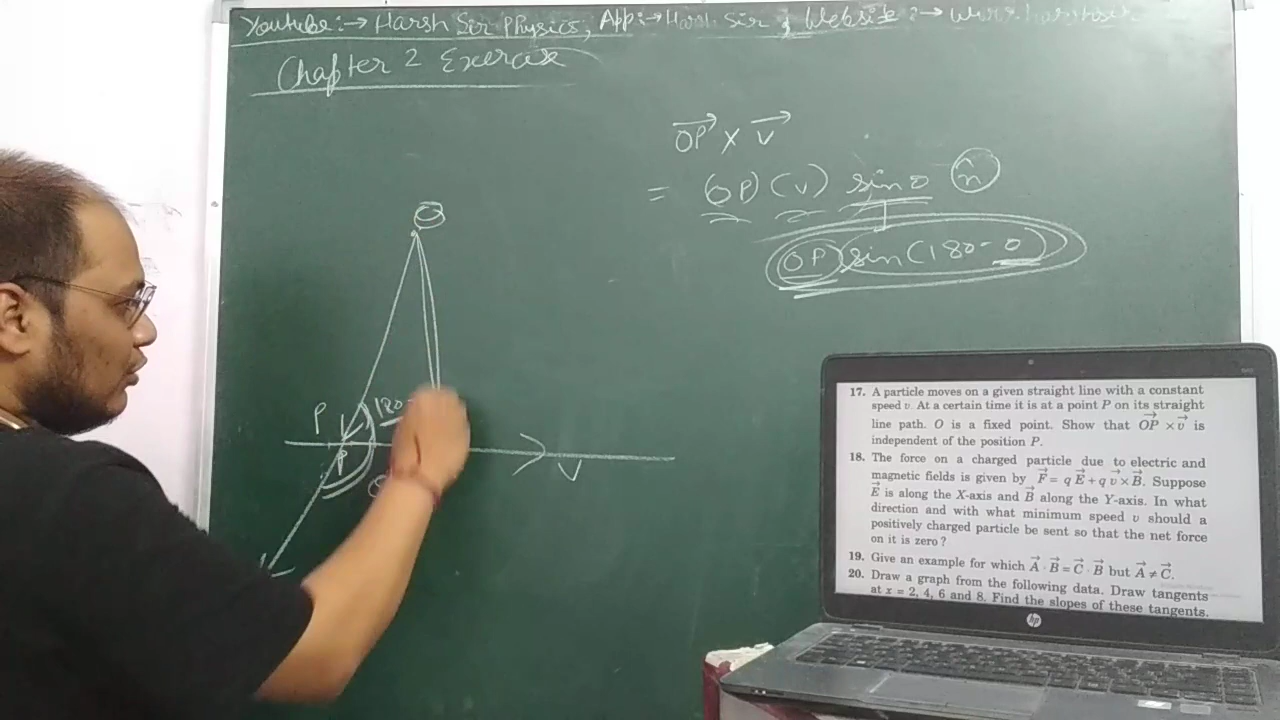 Youtube:→ Harsh Sir Physics, App:→ Harsh Sir, Website:→
Chapter 2 Exercise
OP × V
= (OP) (V) sin θ n̂
OP sin(180-θ)
O
P
180-
P
θ
V
17. A particle moves on a given straight line with a constant
speed v. At a certain time it is at a point P on its straight
line path. O is a fixed point. Show that OP × v is
independent of the position P.
18. The force on a charged particle due to electric and
magnetic fields is given by F = q E + q v × B. Suppose
E is along the X-axis and B along the Y-axis. In what
direction and with what minimum speed v should a
positively charged particle be sent so that the net force
on it is zero ?
19. Give an example for which A · B = C · B but A ≠ C.
20. Draw a graph from the following data. Draw tangents
at x = 2, 4, 6 and 8. Find the slopes of these tangents.
hp